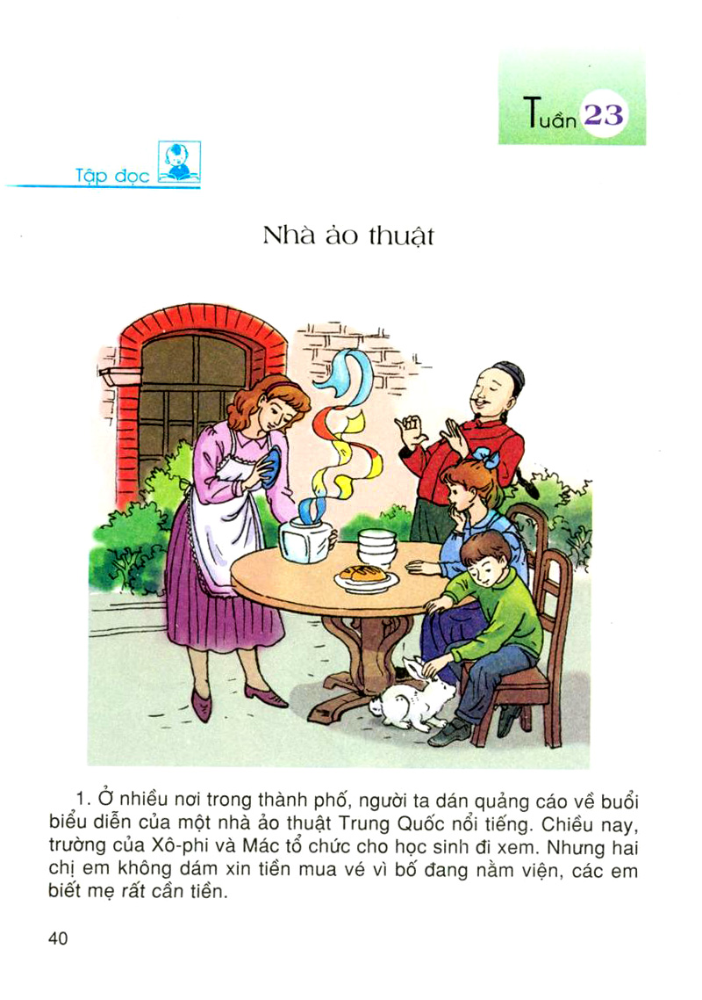 Tuần 23
Tập đọc
Nhà ảo thuật
1. Ở nhiều nơi trong thành phố, người ta dán quảng cáo về buổi
biểu diễn của một nhà ảo thuật Trung Quốc nổi tiếng. Chiều nay,
trường của Xô-phi và Mác tổ chức cho học sinh đi xem. Nhưng hai
chị em không dám xin tiền mua vé vì bố đang nằm viện, các em
biết mẹ rất cần tiền.
40